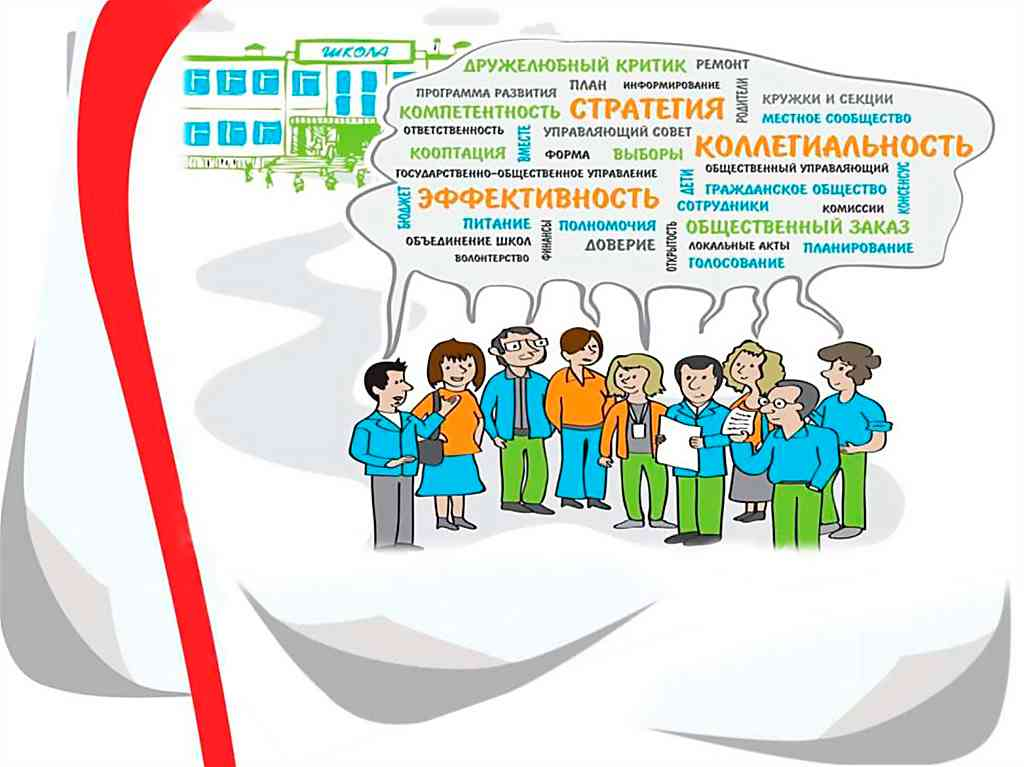 ШКОЛА
ДРУЖЕЛЮБНЫЙ КРИТИК РЕМОНТ
ПРОГРАММА РАЗВИТИЯ ПЛАН ИНФОРМИРОВАНИЕ
РОДИТЕЛИ
КРУЖКИ И СЕКЦИИ
КОМПЕТЕНТНОСТЬ СТРАТЕГИЯ
МЕСТНОЕ СООБЩЕСТВО
ОТВЕТСТВЕННОСТЬ
ВМЕСТЕ
УПРАВЛЯЮЩИЙ СОВЕТ
КОЛЛЕГИАЛЬНОСТЬ
КООПТАЦИЯ
ФОРМА ВЫБОРЫ
ОБЩЕСТВЕННЫЙ УПРАВЛЯЮЩИЙ
ГОСУДАРСТВЕННО-ОБЩЕСТВЕННОЕ УПРАВЛЕНИЕ
ДЕТИ
КОНСЕНСУС
БЮДЖЕТ
ЭФФЕКТИВНОСТЬ
ГРАЖДАНСКОЕ ОБЩЕСТВО
СОТРУДНИКИ КОМИССИИ
ПИТАНИЕ
ФИНАНСЫ
ПОЛНОМОЧИЯ
ОТКРЫТОСТЬ
ОБЩЕСТВЕННЫЙ ЗАКАЗ
ОБЪЕДИНЕНИЕ ШКОЛ
ДОВЕРИЕ
ЛОКАЛЬНЫЕ АКТЫ ПЛАНИРОВАНИЕ
ВОЛОНТЕРСТВО
ГОЛОСОВАНИЕ